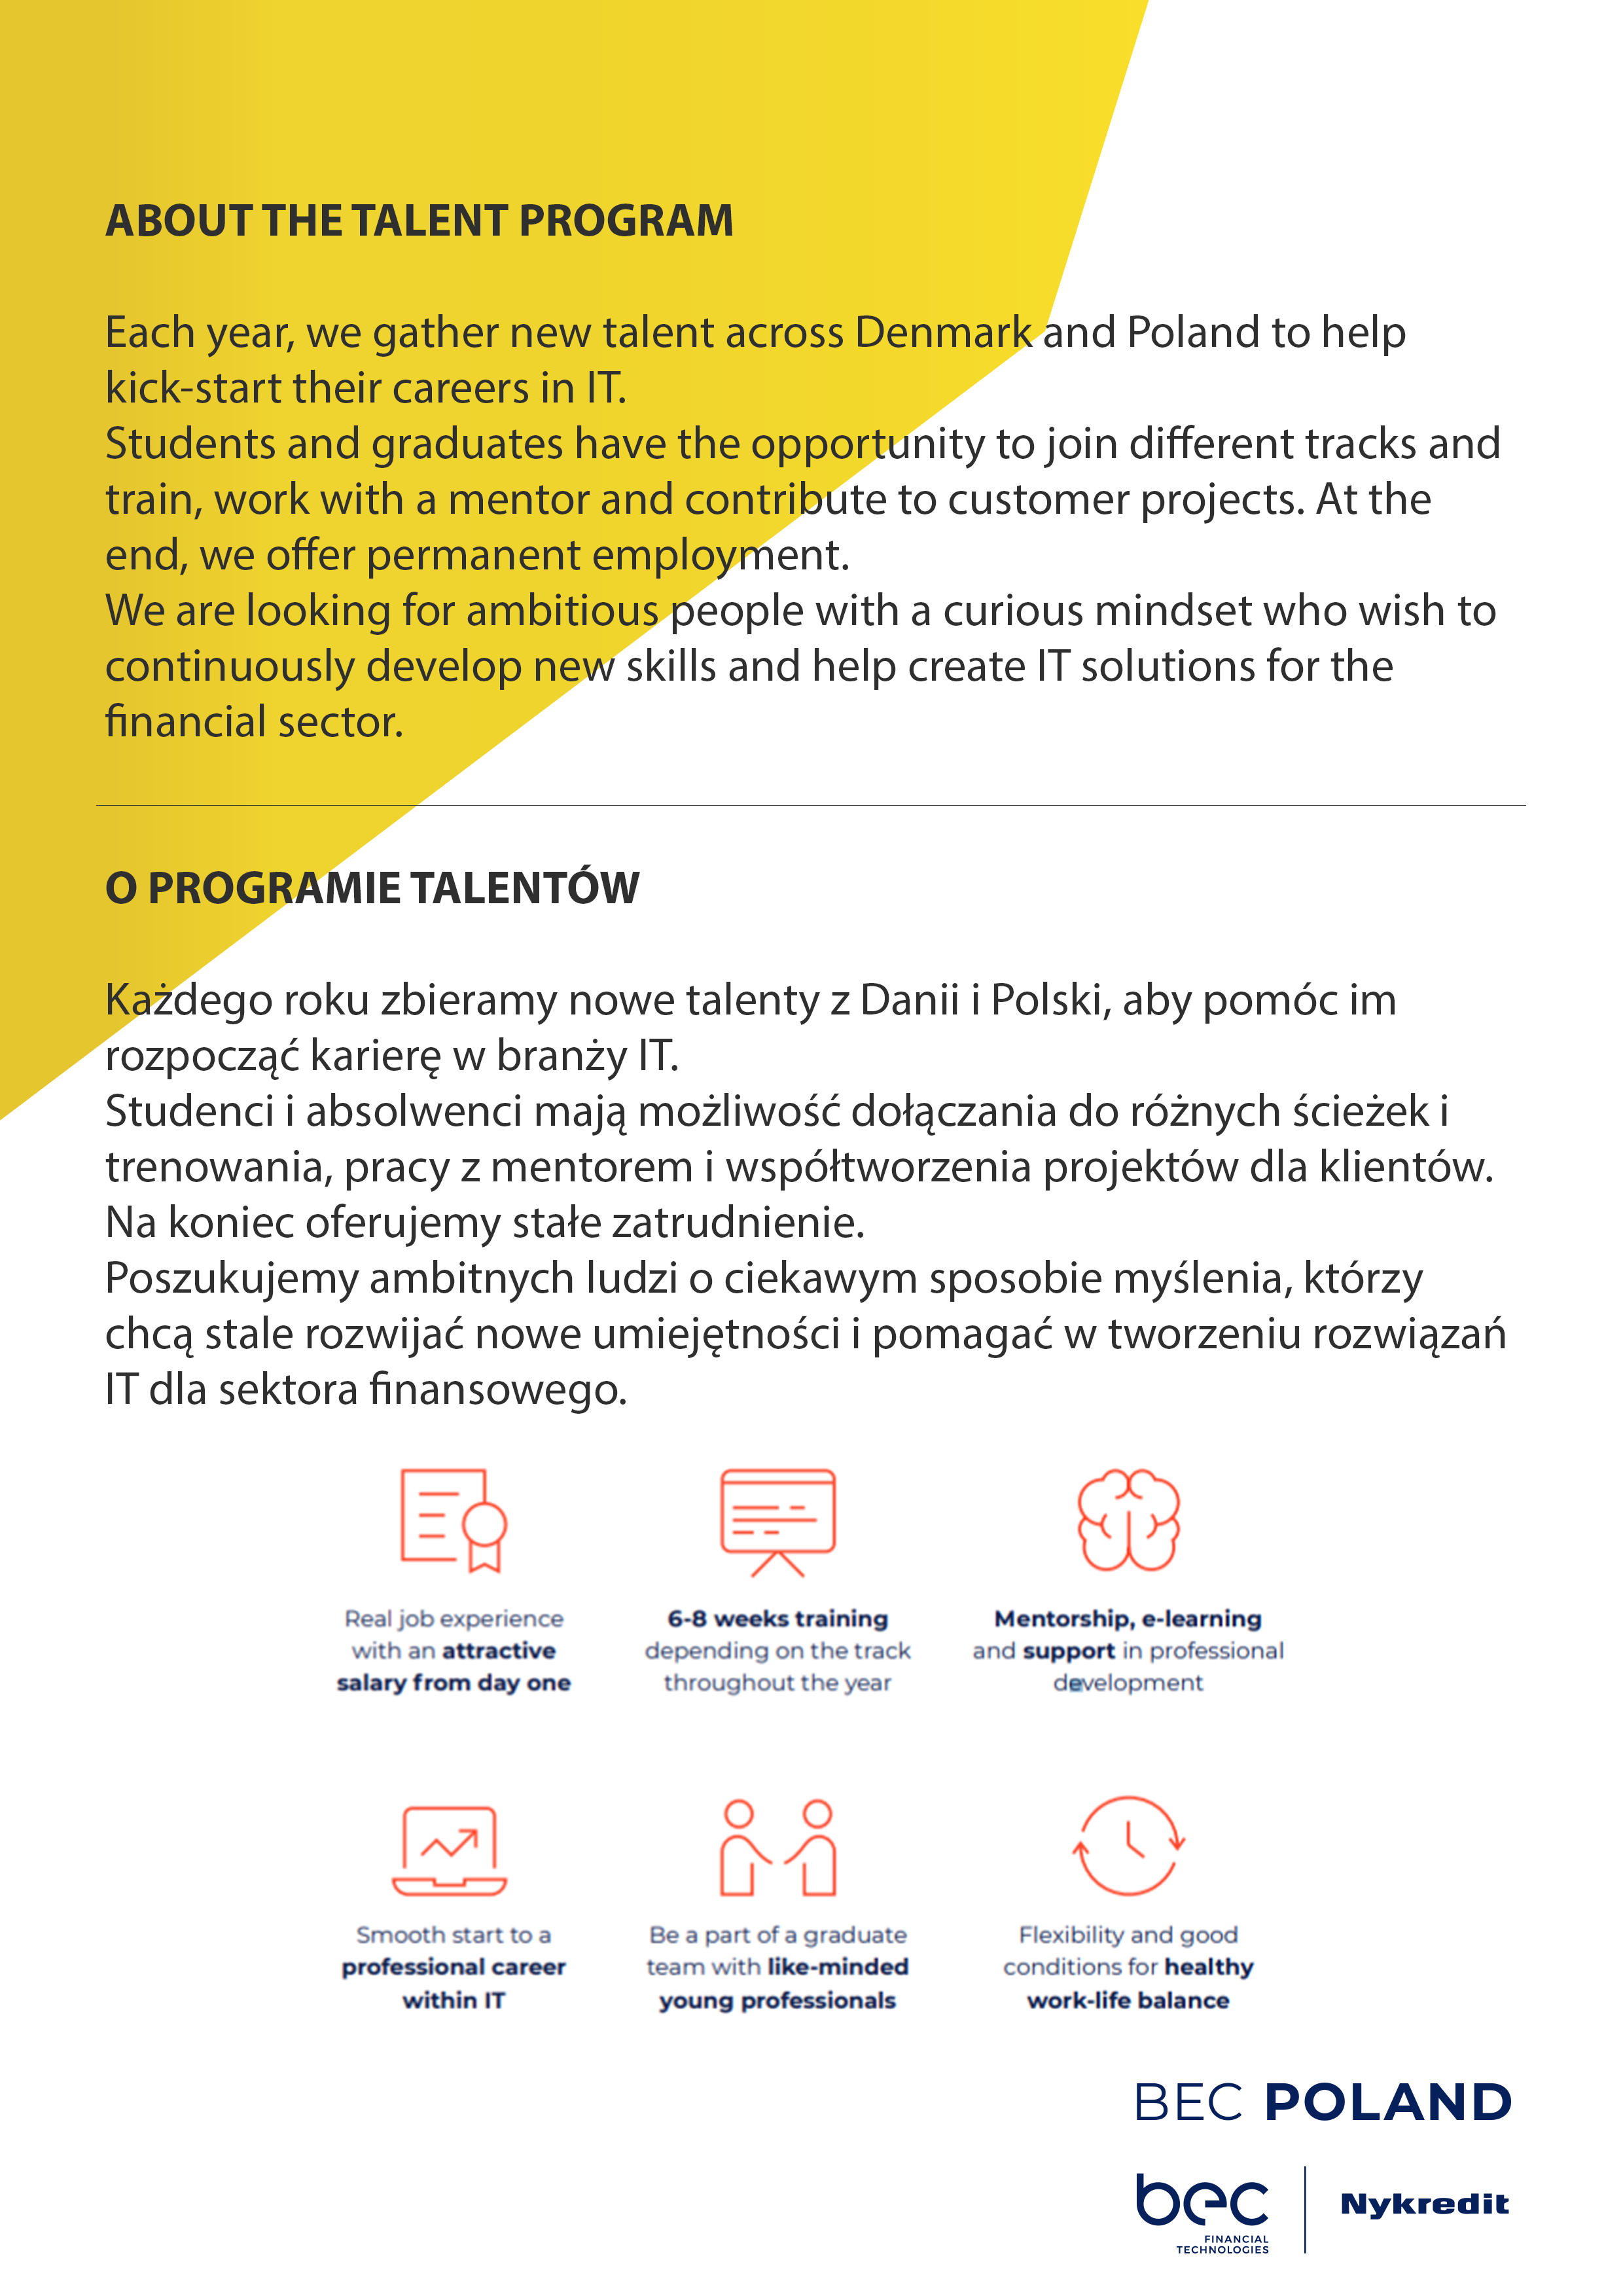 ABOUT THE TALENT PROGRAM
Each year, we gather new talent across Denmark and Poland to help
kick-start their careers in IT.
Students and graduates have the opportunity to join different tracks and
train, work with a mentor and contribute to customer projects. At the
end, we offer permanent employment.
We are looking for ambitious people with a curious mindset who wish to
continuously develop new skills and help create IT solutions for the
financial sector.
O PROGRAMIE TALENTÓW
Każdego roku zbieramy nowe talenty z Danii i Polski, aby pomóc im
rozpocząć karierę w branży IT.
Studenci i absolwenci mają możliwość dołączania do różnych ścieżek i
trenowania, pracy z mentorem i współtworzenia projektów dla klientów.
Na koniec oferujemy stałe zatrudnienie.
Poszukujemy ambitnych ludzi o ciekawym sposobie myślenia, którzy
chcą stale rozwijać nowe umiejętności i pomagać w tworzeniu rozwiązań
IT dla sektora finansowego.
Real job experience
with an attractive
salary from day one
6-8 weeks training
depending on the track
throughout the year
Mentorship, e-learning
and support in professional
development
Smooth start to a
professional career
within IT
Be a part of a graduate
team with like-minded
young professionals
Flexibility and good
conditions for healthy
work-life balance
BEC POLAND
bec
FINANCIAL
TECHNOLOGIES
Nykredit